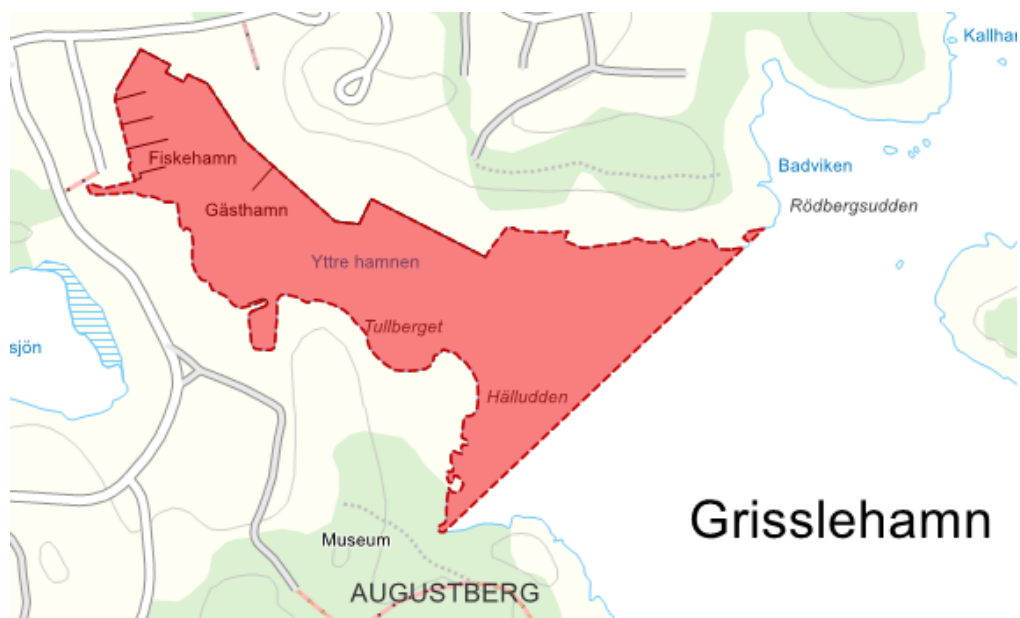 Kallhar
Badviken
Rödbergsudden
Fiskehamn
Gästhamn
Yttre hamnen
Tullberget
sjön
Hälludden
Grisslehamn
Museum
AUGUSTBERG